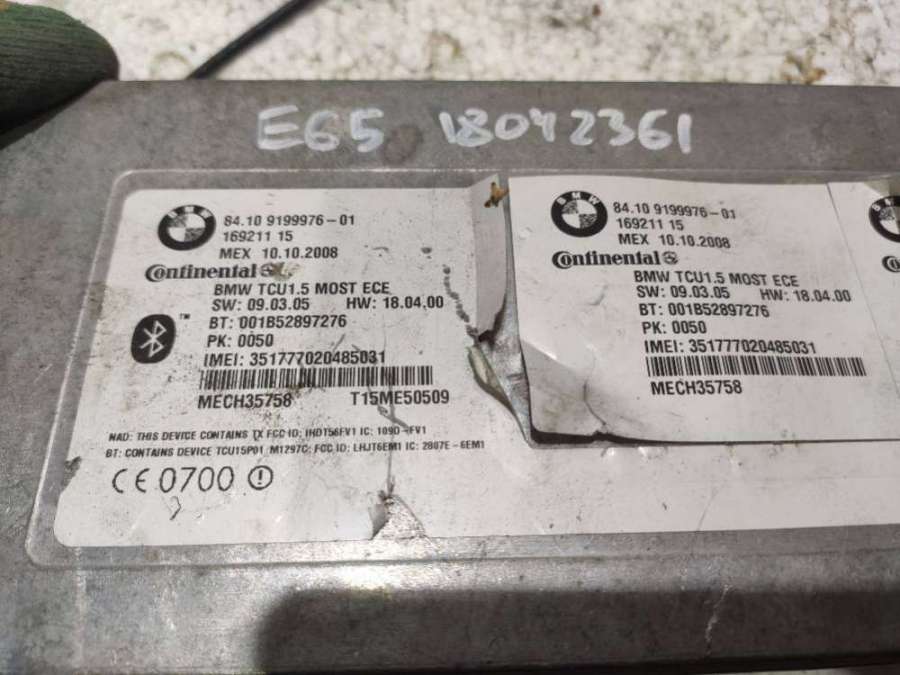 E65 18042361
BMW
84.10 9199976-01
169211 15
MEX 10.10.2008
Continental
BMW TCU1.5 MOST ECE
SW: 09.03.05 HW: 18.04.00
BT: 001B52897276
PK: 0050
IMEI: 351777020485031
MECH35758 T15ME50509
NAD: THIS DEVICE CONTAINS TX FCC ID: IHDT56FV1 IC: 109O-FV1
BT: CONTAINS DEVICE TCU15P01 M1297C; FCC ID: LHJT6EM1 IC: 2807E-6EM1
CE 0700
BMW
84.10 9199976-01
169211 15
MEX 10.10.2008
Continental
BMW TCU1.5 MOST ECE
SW: 09.03.05 HW: 18.04.00
BT: 001B52897276
PK: 0050
IMEI: 351777020485031
MECH35758